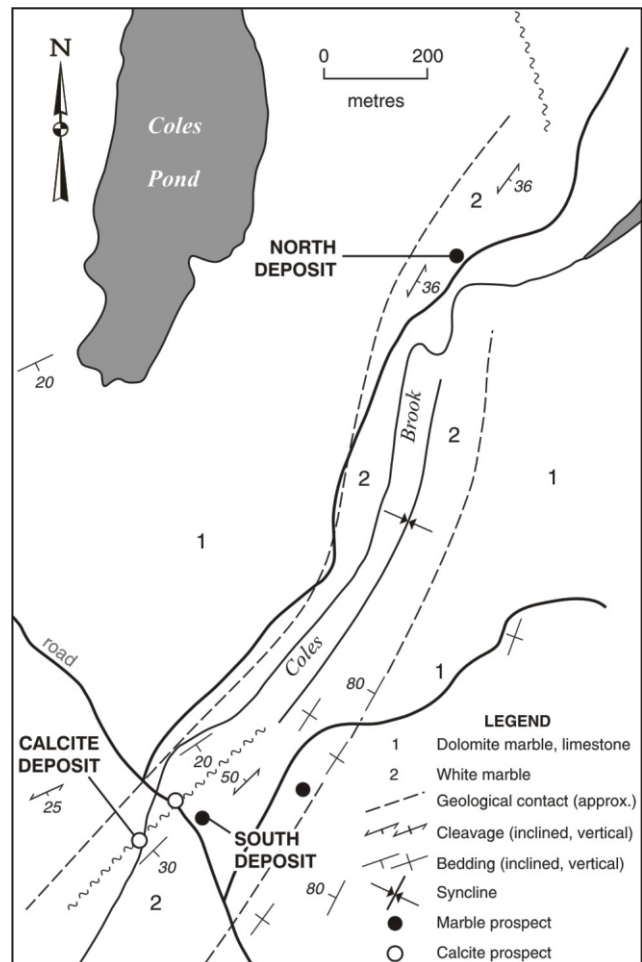 N
0 200
metres
Coles
Pond
2
36
NORTH
DEPOSIT
36
20
Brook
2
2
1
1
Coles
road
80
1
CALCITE
DEPOSIT
20
50
25
SOUTH
DEPOSIT
30
2
80
LEGEND
1 Dolomite marble, limestone
2 White marble
Geological contact (approx.)
Cleavage (inclined, vertical)
Bedding (inclined, vertical)
Syncline
Marble prospect
Calcite prospect